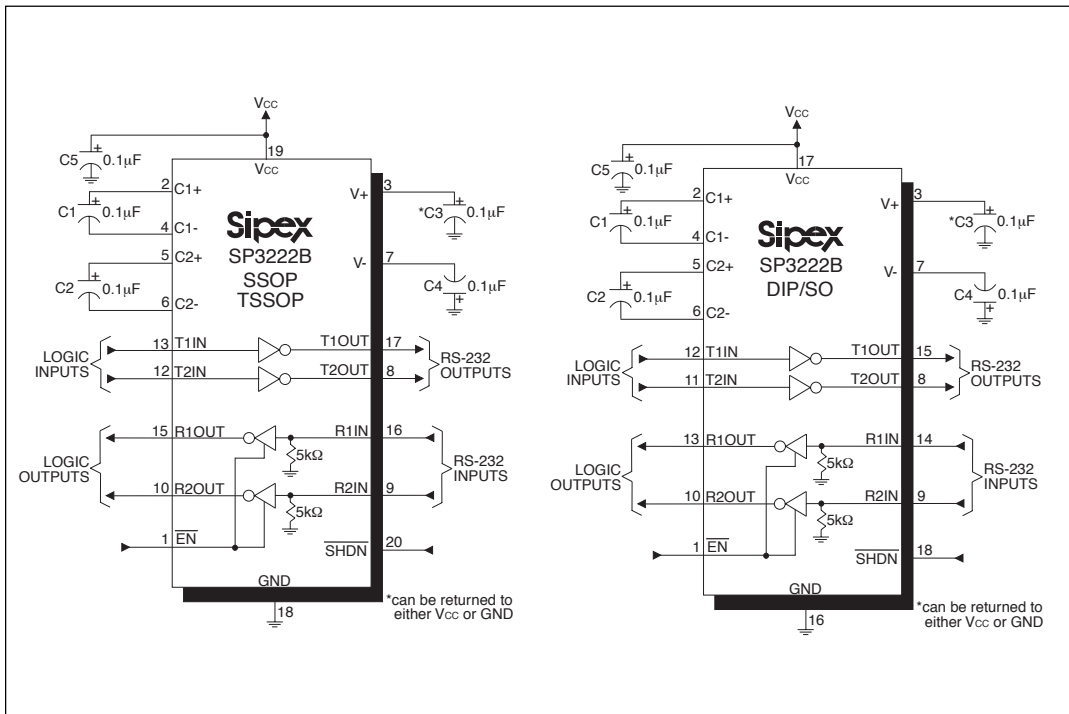 VCC
19
VCC
C5
+
0.1µF
2
C1+
C1
+
0.1µF
4
C1-
5
C2+
C2
+
0.1µF
6
C2-
V+
3
*C3
+
0.1µF
V-
7
C4
+
0.1µF
Sipex
SP3222B
SSOP
TSSOP
LOGIC
INPUTS
13
T1IN
T1OUT
17
12
T2IN
T2OUT
8
RS-232
OUTPUTS
LOGIC
OUTPUTS
15
R1OUT
R1IN
16
5kΩ
10
R2OUT
R2IN
9
5kΩ
RS-232
INPUTS
1
EN
SHDN
20
GND
18
*can be returned to
either VCC or GND
VCC
17
VCC
C5
+
0.1µF
2
C1+
C1
+
0.1µF
4
C1-
5
C2+
C2
+
0.1µF
6
C2-
V+
3
*C3
+
0.1µF
V-
7
C4
+
0.1µF
Sipex
SP3222B
DIP/SO
LOGIC
INPUTS
12
T1IN
T1OUT
15
11
T2IN
T2OUT
8
RS-232
OUTPUTS
LOGIC
OUTPUTS
13
R1OUT
R1IN
14
5kΩ
10
R2OUT
R2IN
9
5kΩ
RS-232
INPUTS
1
EN
SHDN
18
GND
16
*can be returned to
either VCC or GND